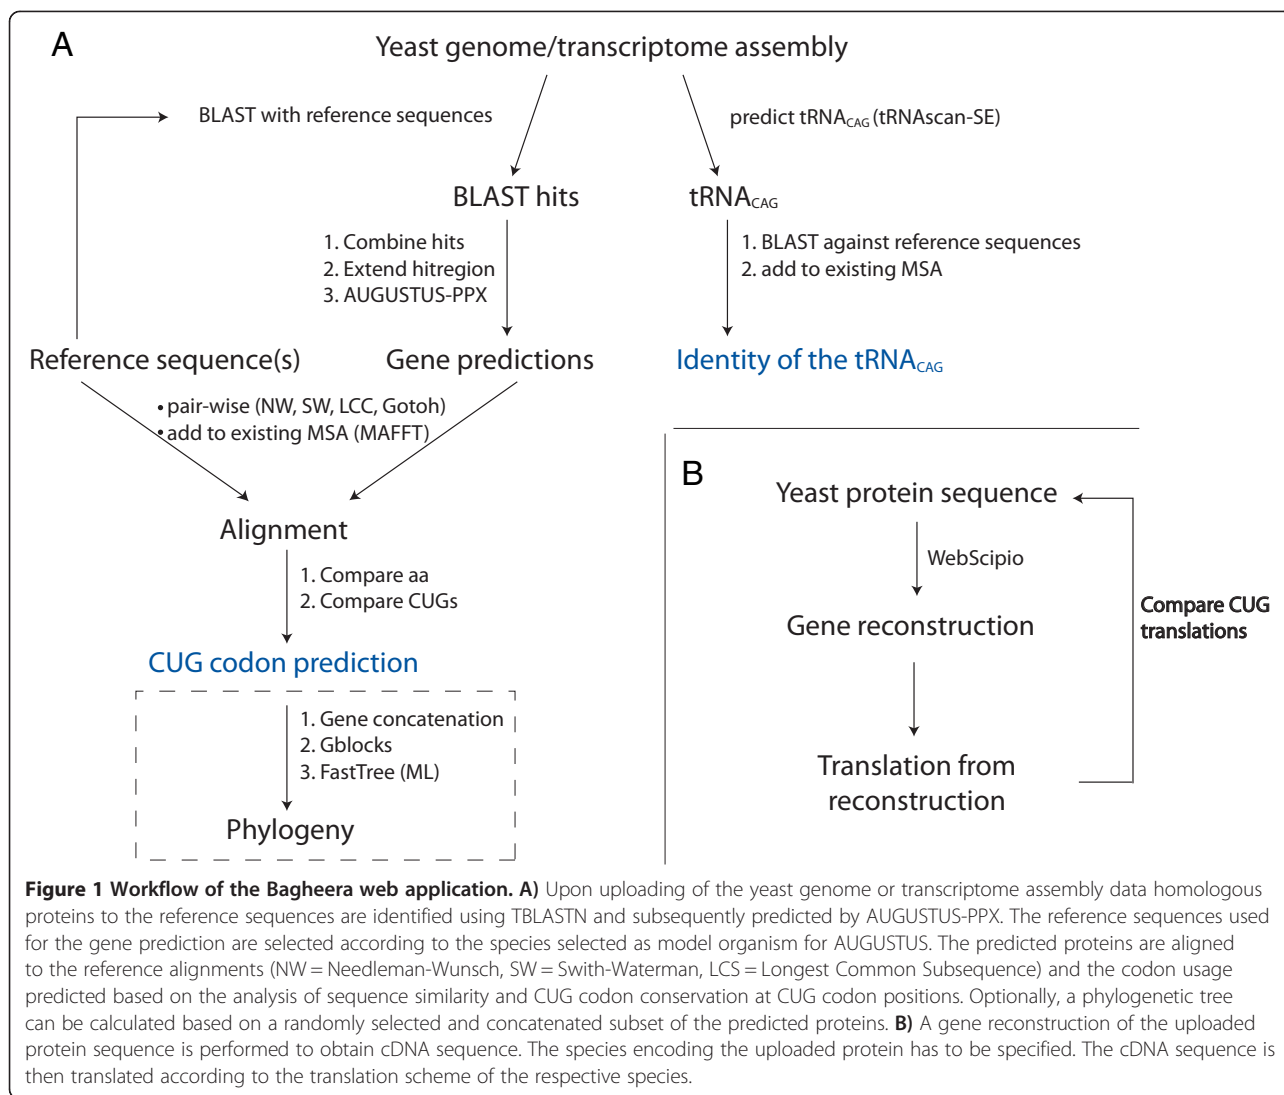 A
Yeast genome/transcriptome assembly
BLAST with reference sequences
predict tRNACAG (tRNAscan-SE)
BLAST hits
tRNACAG
1. Combine hits
2. Extend hitregion
3. AUGUSTUS-PPX
1. BLAST against reference sequences
2. add to existing MSA
Reference sequence(s)
Gene predictions
Identity of the tRNACAG
• pair-wise (NW, SW, LCC, Gotoh)
• add to existing MSA (MAFFT)
Alignment
1. Compare aa
2. Compare CUGs
CUG codon prediction
1. Gene concatenation
2. Gblocks
3. FastTree (ML)
Phylogeny
B
Yeast protein sequence
WebScipio
Gene reconstruction
Compare CUG
translations
Translation from
reconstruction
Figure 1 Workflow of the Bagheera web application. A) Upon uploading of the yeast genome or transcriptome assembly data homologous
proteins to the reference sequences are identified using TBLASTN and subsequently predicted by AUGUSTUS-PPX. The reference sequences used
for the gene prediction are selected according to the species selected as model organism for AUGUSTUS. The predicted proteins are aligned
to the reference alignments (NW = Needleman-Wunsch, SW = Swith-Waterman, LCS = Longest Common Subsequence) and the codon usage
predicted based on the analysis of sequence similarity and CUG codon conservation at CUG codon positions. Optionally, a phylogenetic tree
can be calculated based on a randomly selected and concatenated subset of the predicted proteins. B) A gene reconstruction of the uploaded
protein sequence is performed to obtain cDNA sequence. The species encoding the uploaded protein has to be specified. The cDNA sequence is
then translated according to the translation scheme of the respective species.